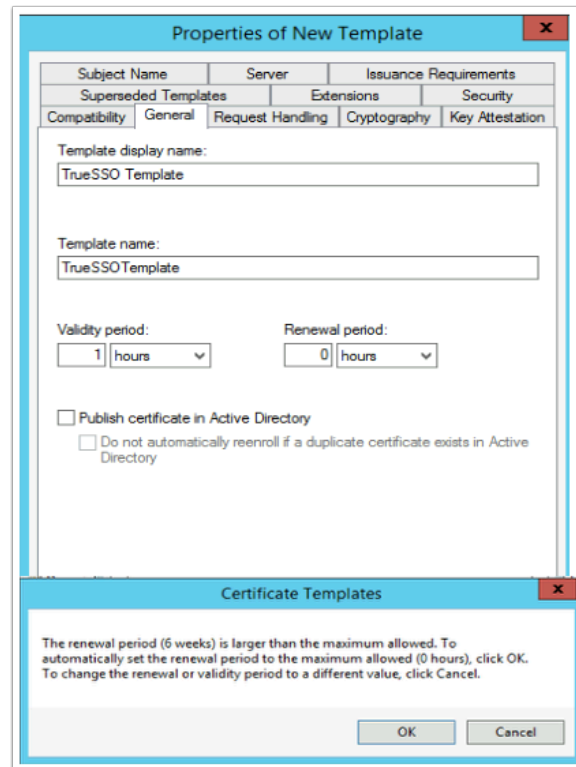 Properties of New Template
x
Subject Name Server Issuance Requirements
Superseded Templates Extensions Security
Compatibility General Request Handling Cryptography Key Attestation
Template display name:
TrueSSO Template
Template name:
TrueSSOTemplate
Validity period: Renewal period:
1 hours 0 hours
Publish certificate in Active Directory
Do not automatically reenroll if a duplicate certificate exists in Active
Directory
Certificate Templates
x
The renewal period (6 weeks) is larger than the maximum allowed. To
automatically set the renewal period to the maximum allowed (0 hours), click OK.
To change the renewal or validity period to a different value, click Cancel.
OK Cancel